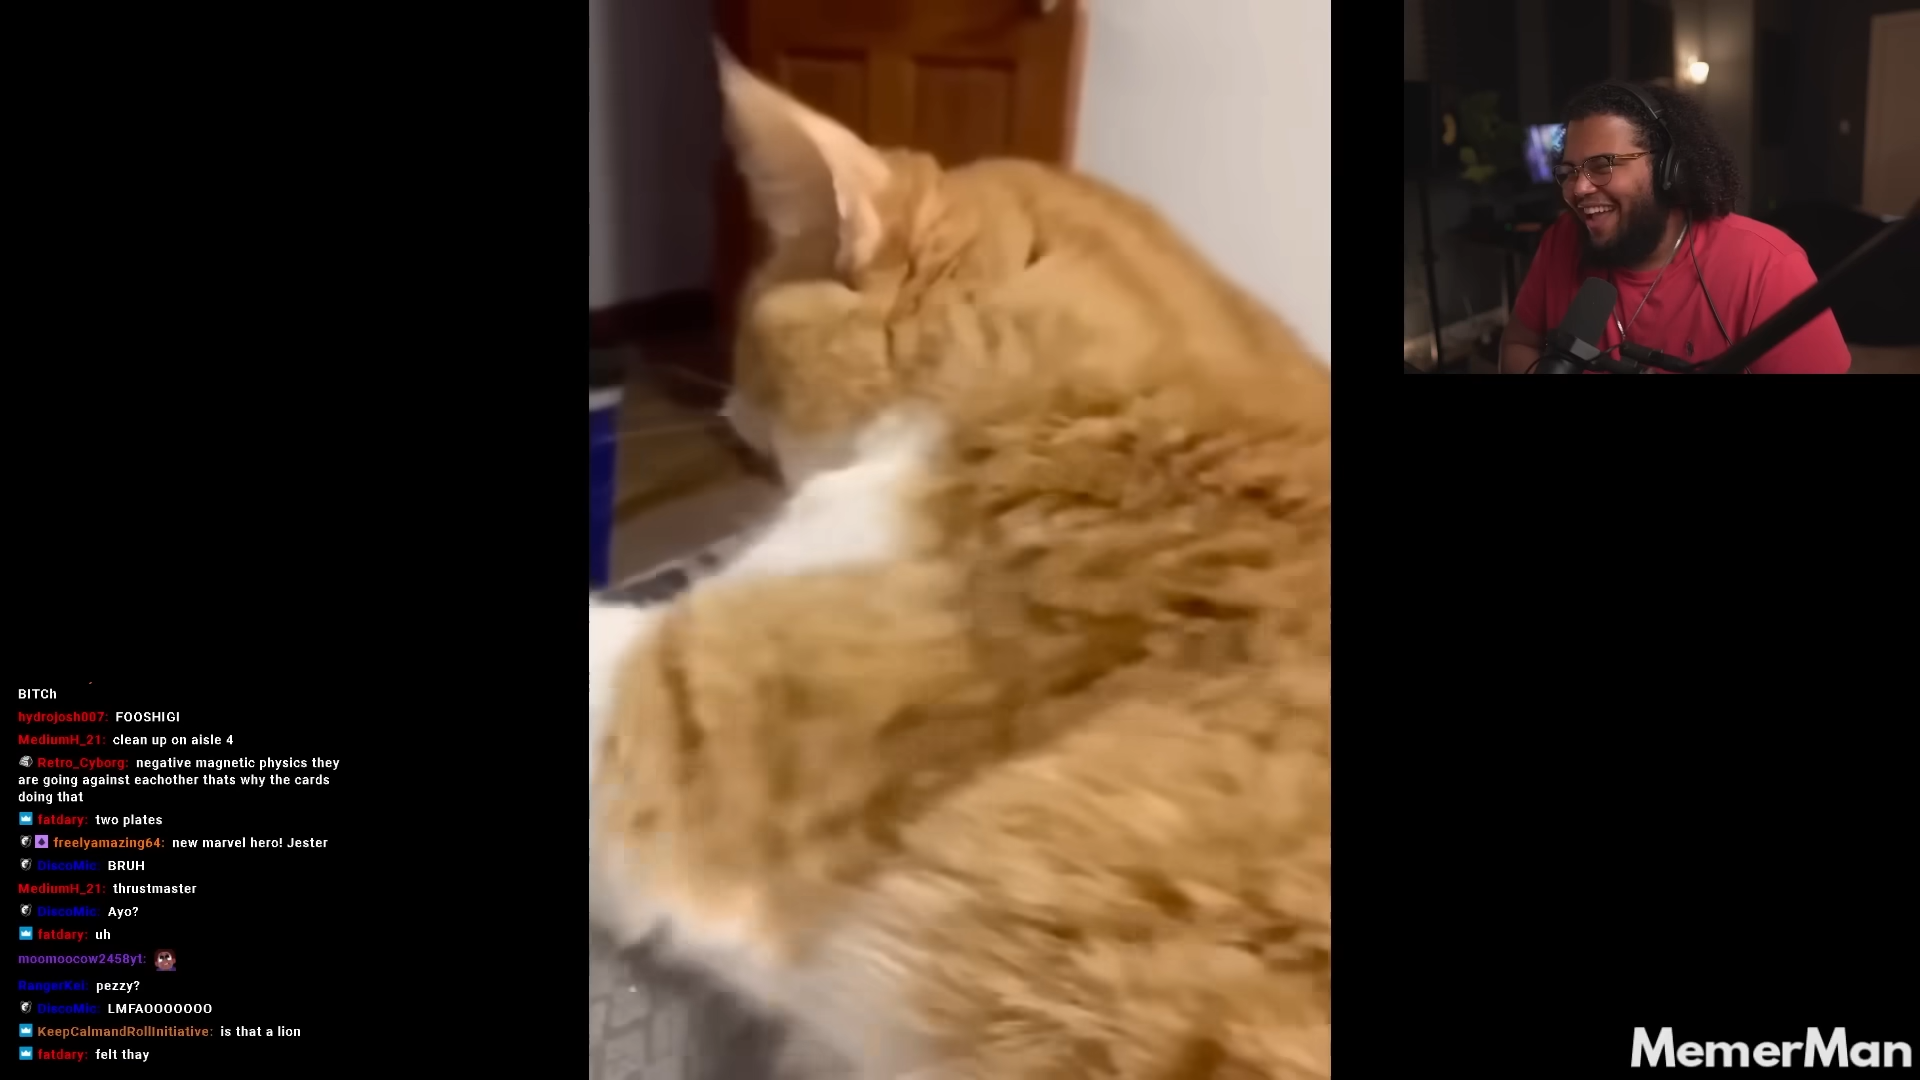 BITCh
hydrojosh007: FOOSHIGI
MediumH_21: clean up on aisle 4
Retro_Cyborg: negative magnetic physics they
are going against eachother thats why the cards
doing that
fatdary: two plates
freelyamazing64: new marvel hero! Jester
DiscoMic: BRUH
MediumH_21: thrustmaster
DiscoMic: Ayo?
fatdary: uh
moomoocow2458yt:
RangerKei: pezzy?
DiscoMic: LMFAOOOOOOO
KeepCalmandRollInitiative: is that a lion
fatdary: felt thay
MemerMan